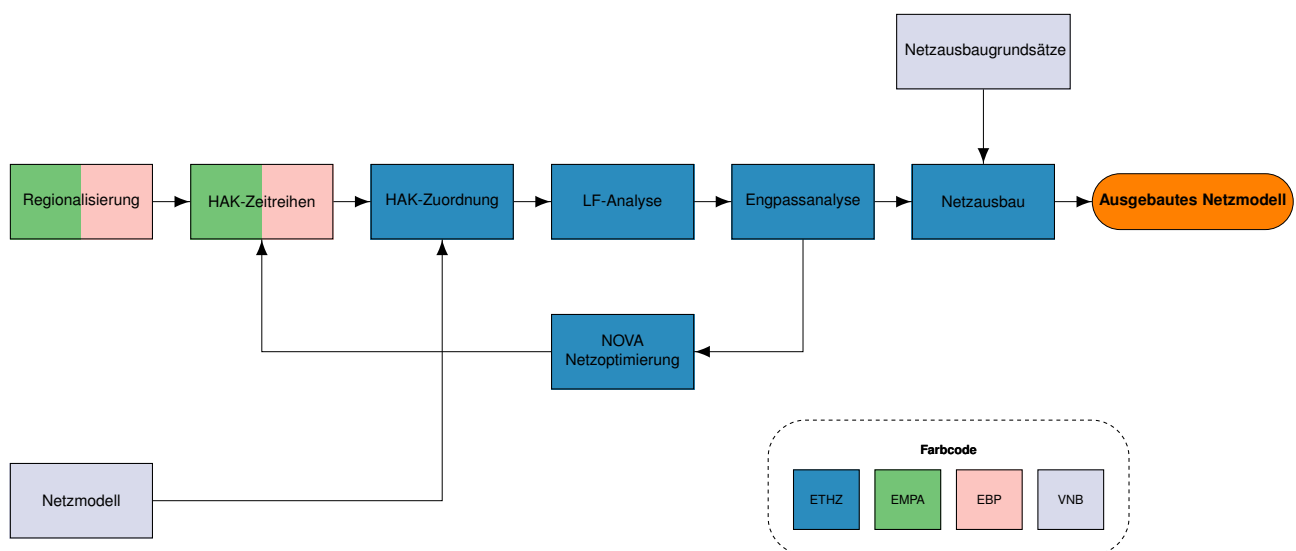 Netzausbaugrundsätze
Regionalisierung
HAK-Zeitreihen
HAK-Zuordnung
LF-Analyse
Engpassanalyse
Netzausbau
Ausgebautes Netzmodell
NOVA
Netzoptimierung
Netzmodell
Farbcode
ETHZ
EMPA
EBP
VNB